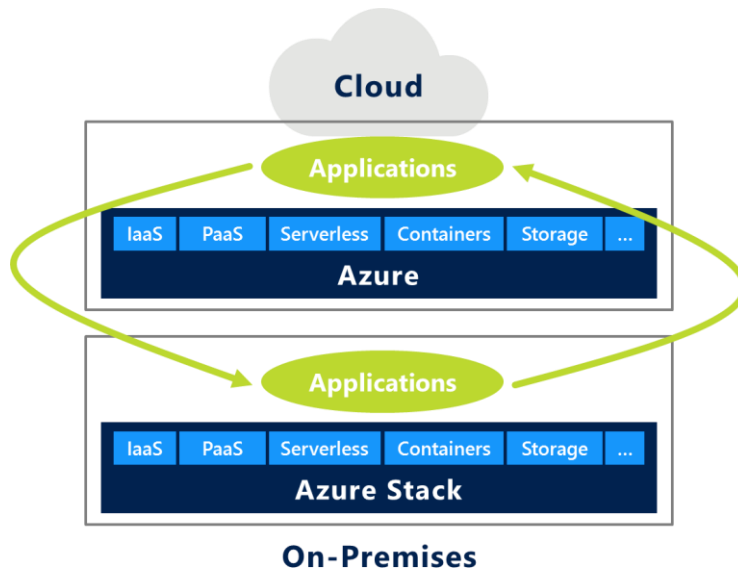 Cloud
Applications
IaaS PaaS Serverless Containers Storage ...
Azure
Applications
IaaS PaaS Serverless Containers Storage ...
Azure Stack
On-Premises